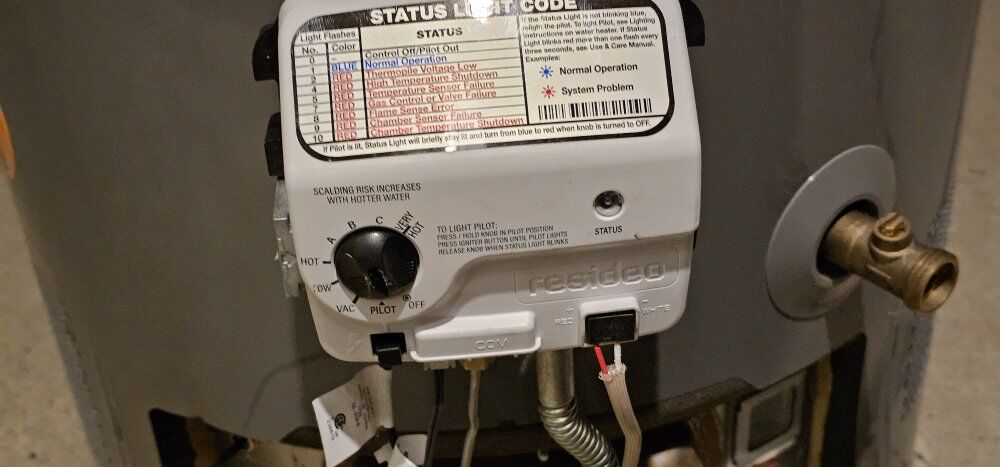 STATUS LIGHT CODE
Light Flashes STATUS
No. Color
0 – Control Off/Pilot Out
1 BLUE Normal Operation
2 RED Thermopile Voltage Low
4 RED High Temperature Shutdown
5 RED Temperature Sensor Failure
7 RED Gas Control or Valve Failure
8 RED Flame Sense Error
9 RED Chamber Sensor Failure
10 RED Chamber Temperature Shutdown
If Pilot is lit, Status Light will briefly stay lit and turn from blue to red when knob is turned to OFF.
If the Status Light is not blinking blue,
relight the pilot. To light Pilot, see Lighting
Instructions on water heater. If Status
Light blinks red more than one flash every
three seconds, see Use & Care Manual.
Examples:
Normal Operation
System Problem
SCALDING RISK INCREASES
WITH HOTTER WATER
VERY
HOT
C
B
A
HOT
LOW
VAC
PILOT
OFF
TO LIGHT PILOT:
PRESS / HOLD KNOB IN PILOT POSITION
PRESS IGNITER BUTTON UNTIL PILOT LIGHTS
RELEASE KNOB WHEN STATUS LIGHT BLINKS
STATUS
resideo
+ –
RED WHITE
COM